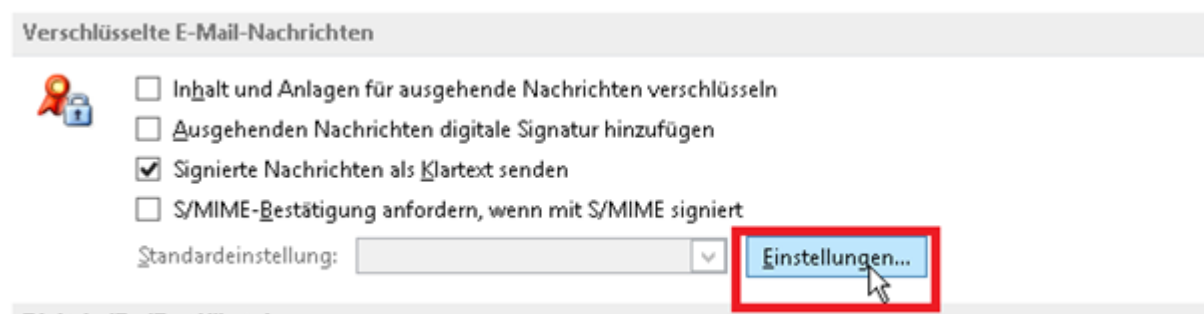 Verschlüsselte E-Mail-Nachrichten
Inhalt und Anlagen für ausgehende Nachrichten verschlüsseln
Ausgehenden Nachrichten digitale Signatur hinzufügen
Signierte Nachrichten als Klartext senden
S/MIME-Bestätigung anfordern, wenn mit S/MIME signiert
Standardeinstellung: Einstellungen...